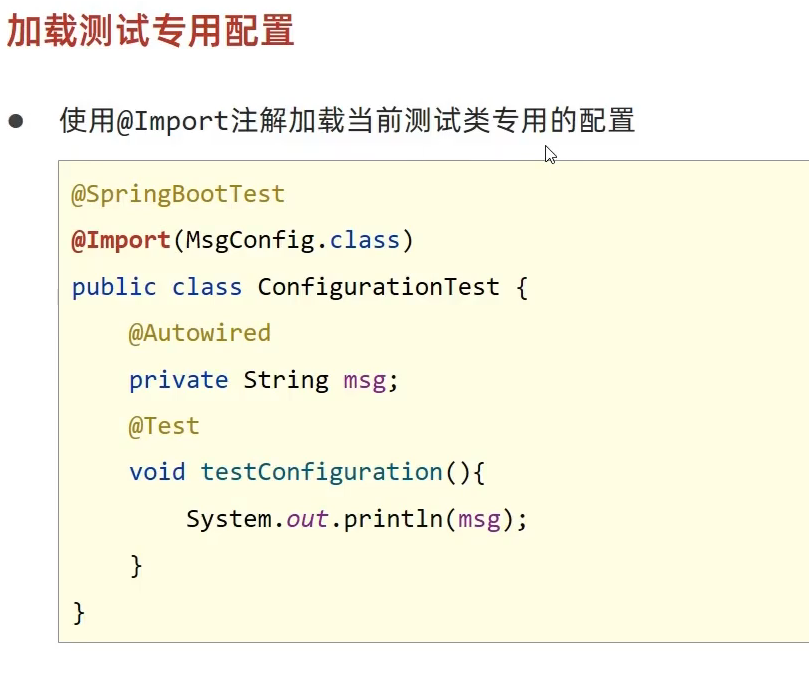 加载测试专用配置
● 使用@Import注解加载当前测试类专用的配置
@SpringBootTest
@Import(MsgConfig.class)
public class ConfigurationTest {
    @Autowired
    private String msg;
    @Test
    void testConfiguration(){
        System.out.println(msg);
    }
}